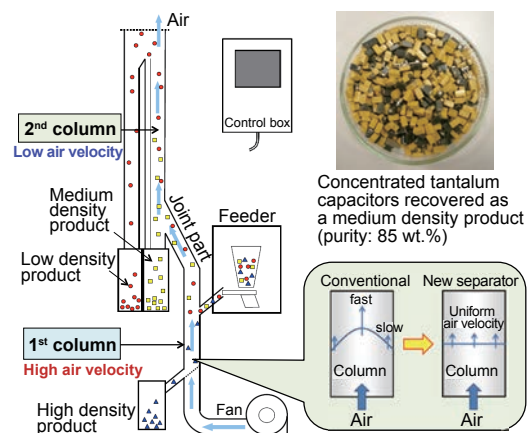 Air
Control box
2nd column
Low air velocity
Medium
density
product
Joint part
Low density
product
Feeder
Concentrated tantalum
capacitors recovered as
a medium density product
(purity: 85 wt.%)
1st column
High air velocity
High density
product
Fan
Conventional
New separator
fast
slow
Uniform
air velocity
Column
Column
Air
Air